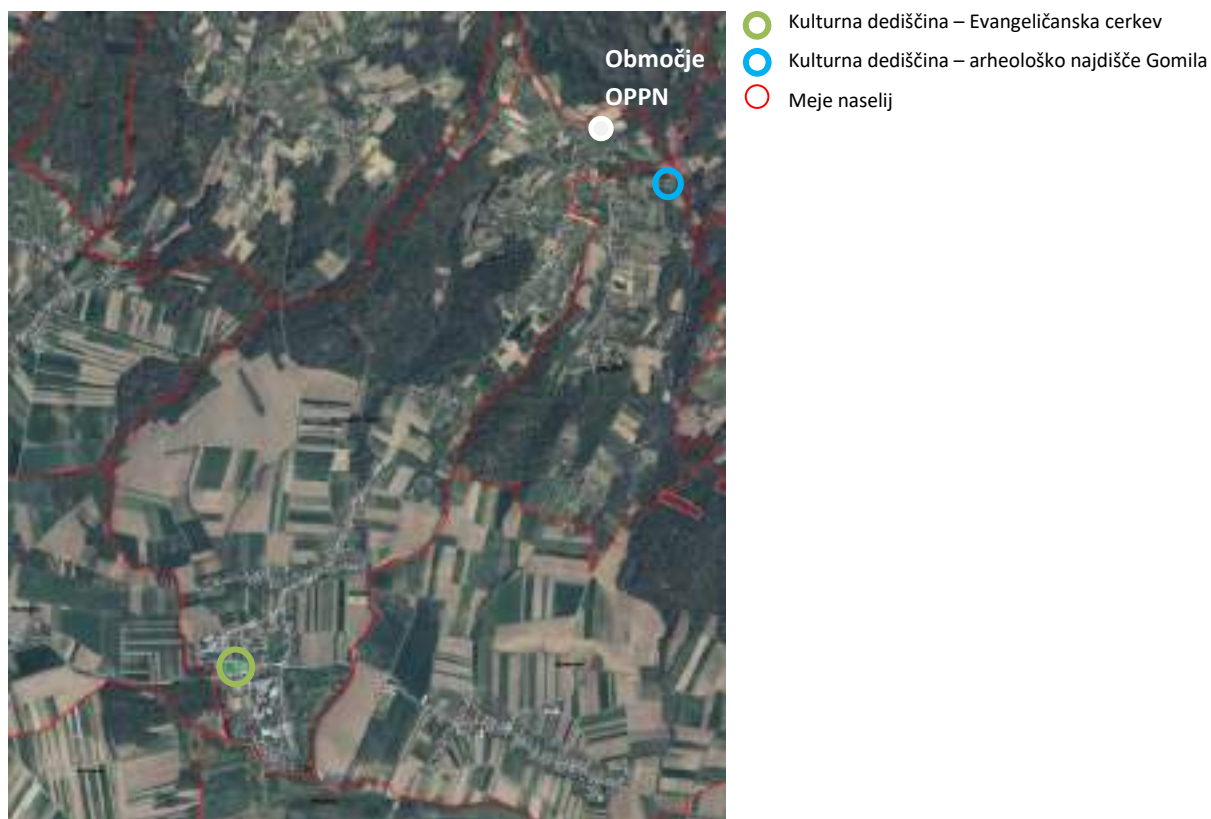 Območje
OPPN
Kulturna dediščina – Evangeličanska cerkev
Kulturna dediščina – arheološko najdišče Gomila
Meje naselij